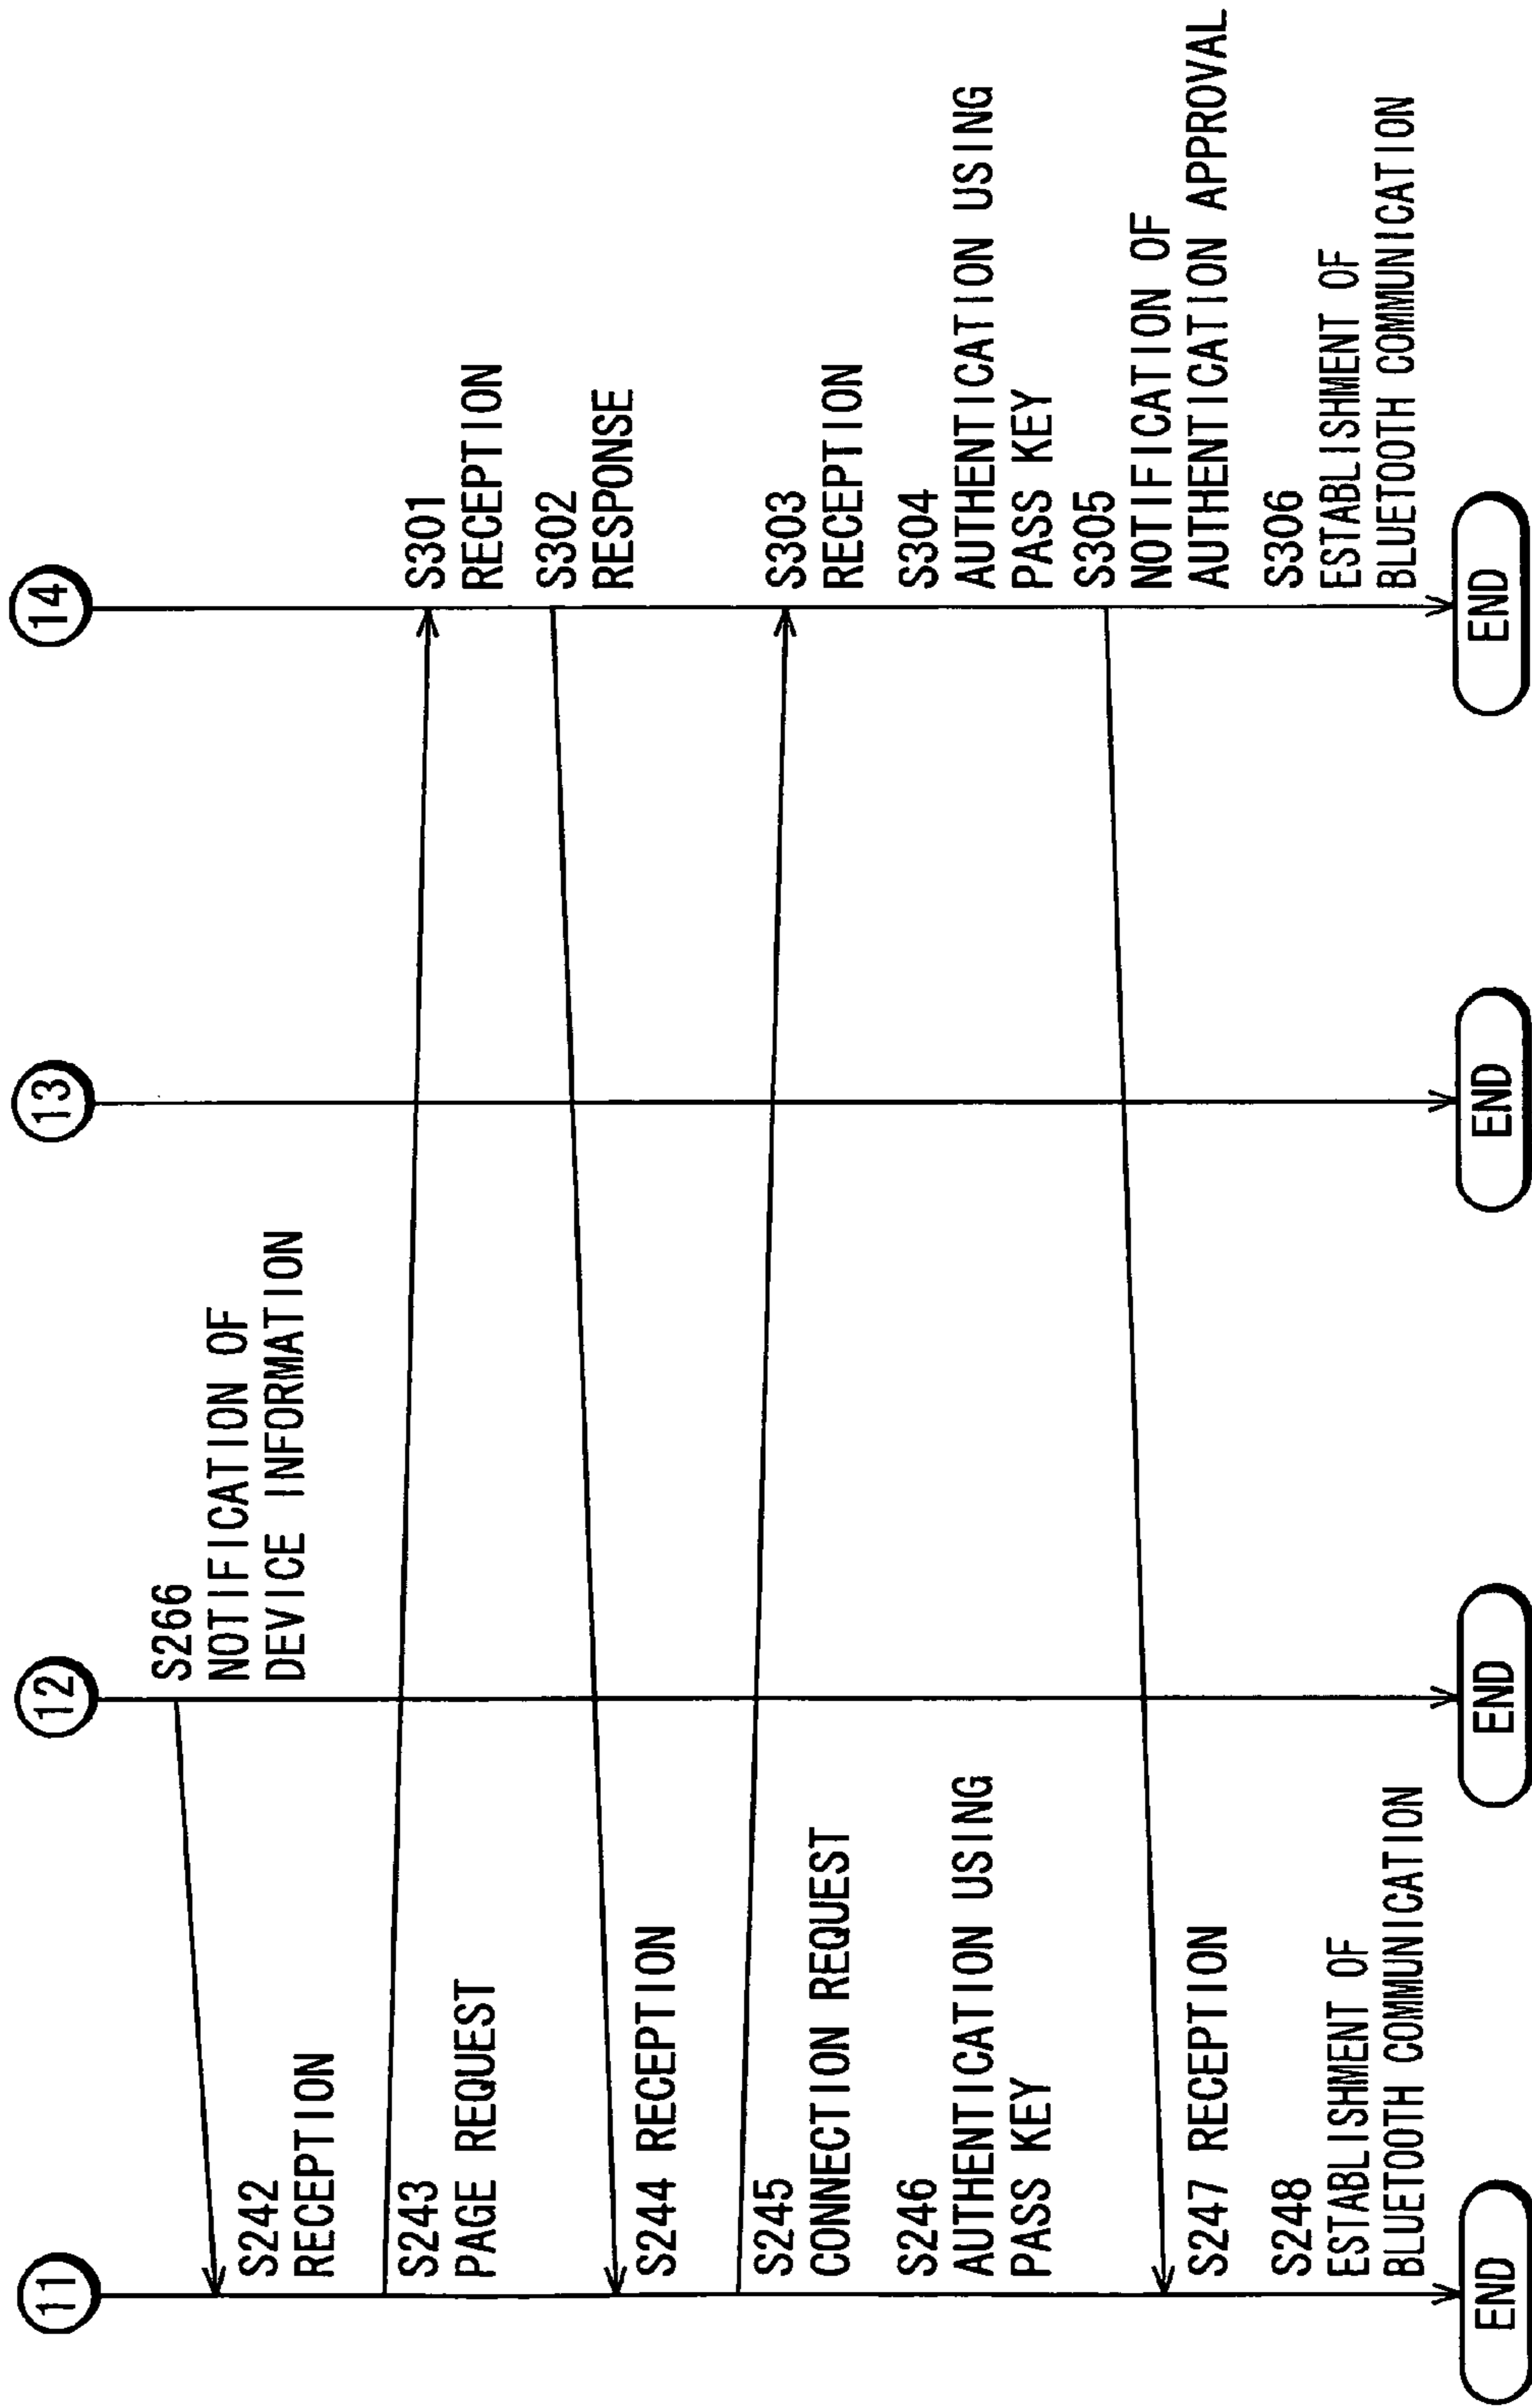 11
12
13
14
S266
NOTIFICATION OF
DEVICE INFORMATION
S242
RECEPTION
S243
PAGE REQUEST
S301
RECEPTION
S302
RESPONSE
S244 RECEPTION
S245
CONNECTION REQUEST
S303
RECEPTION
S246
AUTHENTICATION USING
PASS KEY
S304
AUTHENTICATION USING
PASS KEY
S305
NOTIFICATION OF
AUTHENTICATION APPROVAL
S247 RECEPTION
S248
ESTABLISHMENT OF
BLUETOOTH COMMUNICATION
S306
ESTABLISHMENT OF
BLUETOOTH COMMUNICATION
END
END
END
END